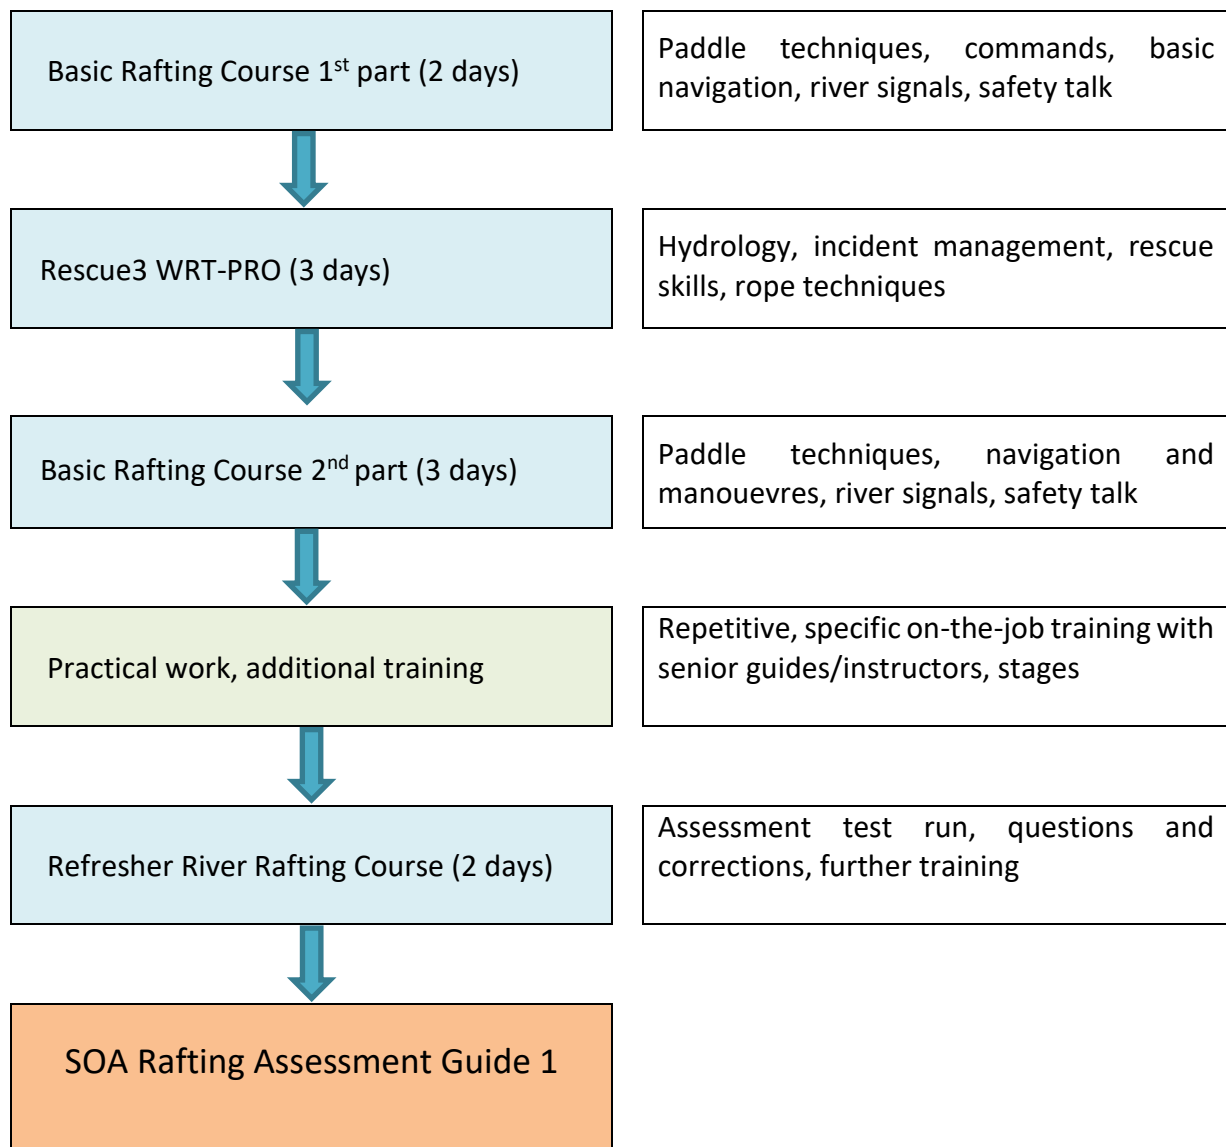 Basic Rafting Course 1st part (2 days)
Paddle techniques, commands, basic
navigation, river signals, safety talk
Rescue3 WRT-PRO (3 days)
Hydrology, incident management, rescue
skills, rope techniques
Basic Rafting Course 2nd part (3 days)
Paddle techniques, navigation and
manouevres, river signals, safety talk
Practical work, additional training
Repetitive, specific on-the-job training with
senior guides/instructors, stages
Refresher River Rafting Course (2 days)
Assessment test run, questions and
corrections, further training
SOA Rafting Assessment Guide 1